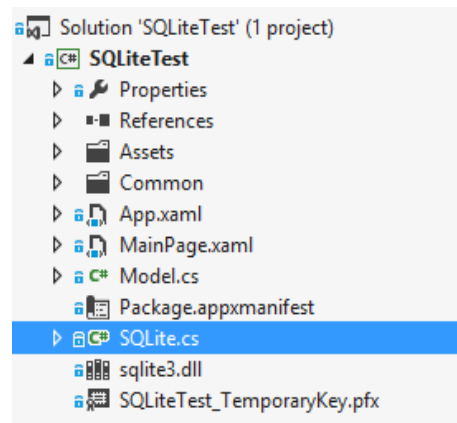 Solution 'SQLiteTest' (1 project)
C# SQLiteTest
Properties
References
Assets
Common
App.xaml
MainPage.xaml
C# Model.cs
Package.appxmanifest
C# SQLite.cs
sqlite3.dll
SQLiteTest_TemporaryKey.pfx